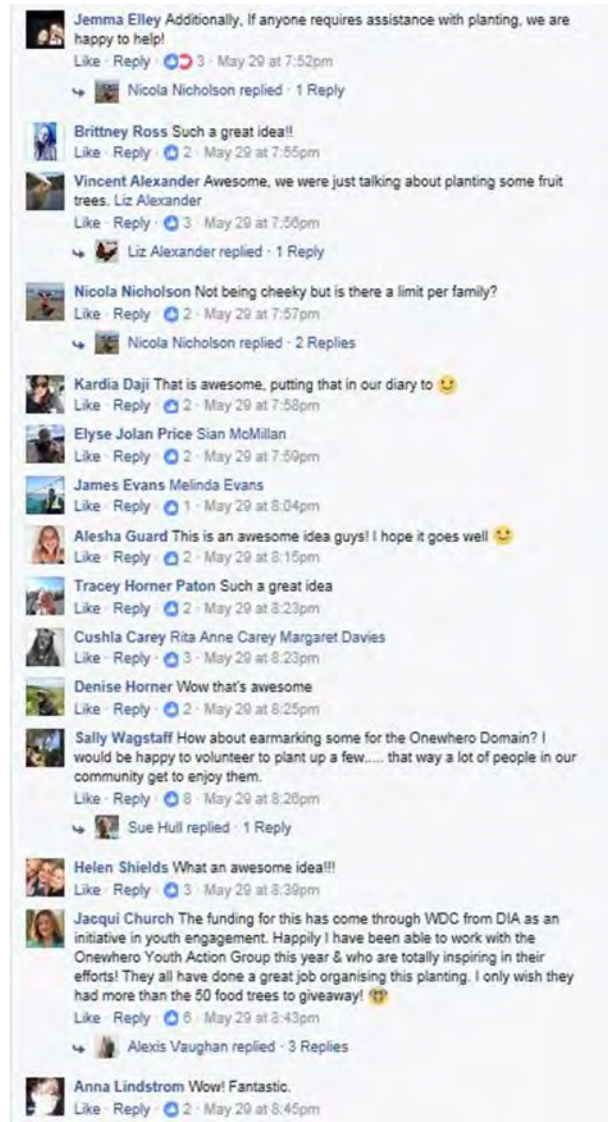 Jemma Elley Additionally, If anyone requires assistance with planting, we are
happy to help!
Like · Reply · 3 · May 29 at 7:52pm
Nicola Nicholson replied · 1 Reply
Brittney Ross Such a great idea!!
Like · Reply · 2 · May 29 at 7:55pm
Vincent Alexander Awesome, we were just talking about planting some fruit
trees. Liz Alexander
Like · Reply · 3 · May 29 at 7:56pm
Liz Alexander replied · 1 Reply
Nicola Nicholson Not being cheeky but is there a limit per family?
Like · Reply · 2 · May 29 at 7:57pm
Nicola Nicholson replied · 2 Replies
Kardia Daji That is awesome, putting that in our diary to
Like · Reply · 2 · May 29 at 7:58pm
Elyse Jolan Price Sian McMillan
Like · Reply · 2 · May 29 at 7:59pm
James Evans Melinda Evans
Like · Reply · 1 · May 29 at 8:04pm
Alesha Guard This is an awesome idea guys! I hope it goes well
Like · Reply · 2 · May 29 at 8:15pm
Tracey Horner Paton Such a great idea
Like · Reply · 2 · May 29 at 8:23pm
Cushla Carey Rita Anne Carey Margaret Davies
Like · Reply · 3 · May 29 at 8:23pm
Denise Horner Wow that's awesome
Like · Reply · 2 · May 29 at 8:25pm
Sally Wagstaff How about earmarking some for the Onewhero Domain? I
would be happy to volunteer to plant up a few..... that way a lot of people in our
community get to enjoy them.
Like · Reply · 8 · May 29 at 8:26pm
Sue Hull replied · 1 Reply
Helen Shields What an awesome idea!!!
Like · Reply · 3 · May 29 at 8:39pm
Jacqui Church The funding for this has come through WDC from DIA as an
initiative in youth engagement. Happily I have been able to work with the
Onewhero Youth Action Group this year & who are totally inspiring in their
efforts! They all have done a great job organising this planting. I only wish they
had more than the 50 food trees to giveaway!
Like · Reply · 6 · May 29 at 8:43pm
Alexis Vaughan replied · 3 Replies
Anna Lindstrom Wow! Fantastic.
Like · Reply · 2 · May 29 at 8:45pm